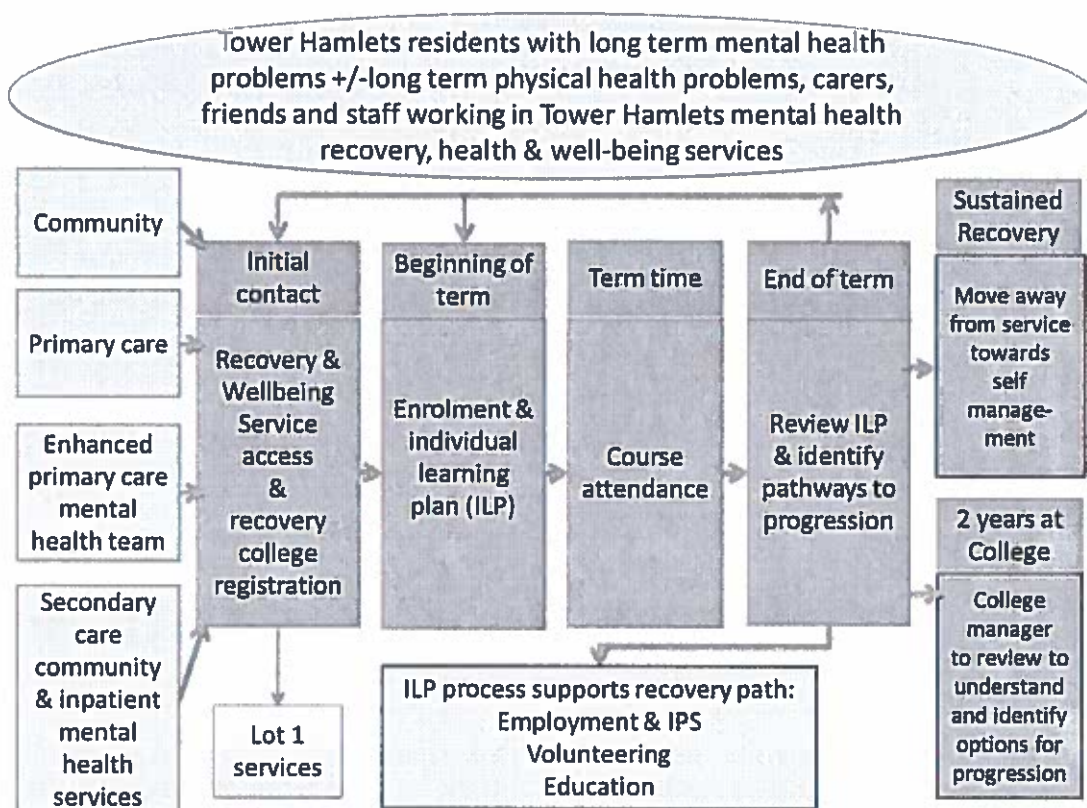 Tower Hamlets residents with long term mental health
problems +/-long term physical health problems, carers,
friends and staff working in Tower Hamlets mental health
recovery, health & well-being services
Community
Primary care
Enhanced
primary care
mental
health team
Secondary
care
community
& inpatient
mental
health
services
Initial
contact
Recovery &
Wellbeing
Service
access
&
recovery
college
registration
Lot 1
services
Beginning of
term
Enrolment &
individual
learning
plan (ILP)
Term time
Course
attendance
End of term
Review ILP
& identify
pathways to
progression
ILP process supports recovery path:
Employment & IPS
Volunteering
Education
Sustained
Recovery
Move away
from service
towards
self
manage-
ment
2 years at
College
College
manager
to review to
understand
and identify
options for
progression